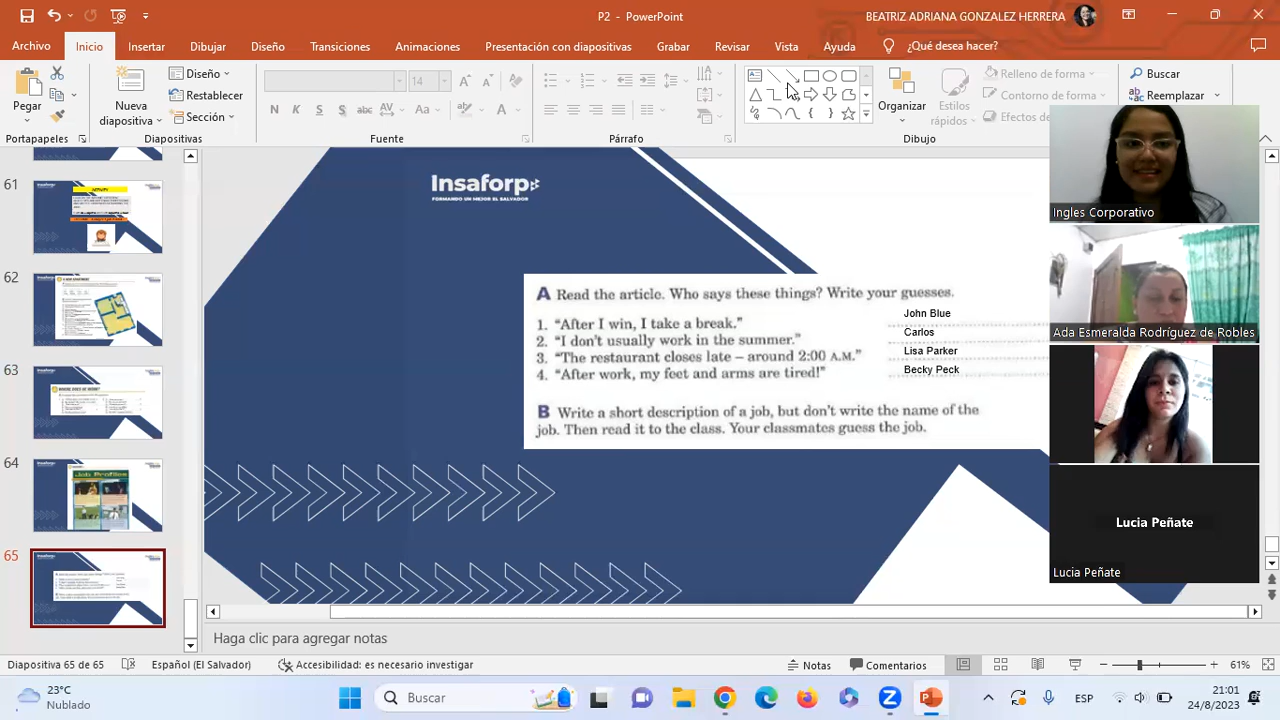 P2 - PowerPoint
BEATRIZ ADRIANA GONZALEZ HERRERA
Archivo Inicio Insertar Dibujar Diseño Transiciones Animaciones Presentación con diapositivas Grabar Revisar Vista Ayuda ¿Qué desea hacer?
Pegar
Portapapeles
Nueva
diapositiva
Diseño
Restablecer
Sección
Diapositivas
14
N K S
Aa
A
Fuente
Párrafo
Organizar
Estilos
rápidos
Relleno de forma
Contorno de forma
Efectos de
Dibujo
Buscar
Reemplazar
61
62
63
64
65
Job Profiles
Insaforp
FORMANDO UN MEJOR EL SALVADOR
A Read the article. Who says these things? Write your guesses.
1. "After I win, I take a break." John Blue
2. "I don't usually work in the summer." Carlos
3. "The restaurant closes late – around 2:00 A.M." Lisa Parker
4. "After work, my feet and arms are tired!" Becky Peck
B Write a short description of a job, but don't write the name of the
job. Then read it to the class. Your classmates guess the job.
Ingles Corporativo
Ada Esmeralda Rodríguez de Robles
Lucia Peñate
Lucia Peñate
Haga clic para agregar notas
Diapositiva 65 de 65 Español (El Salvador) Accesibilidad: es necesario investigar Notas Comentarios 61%
23°C
Nublado
Buscar
ESP
21:01
24/8/2023